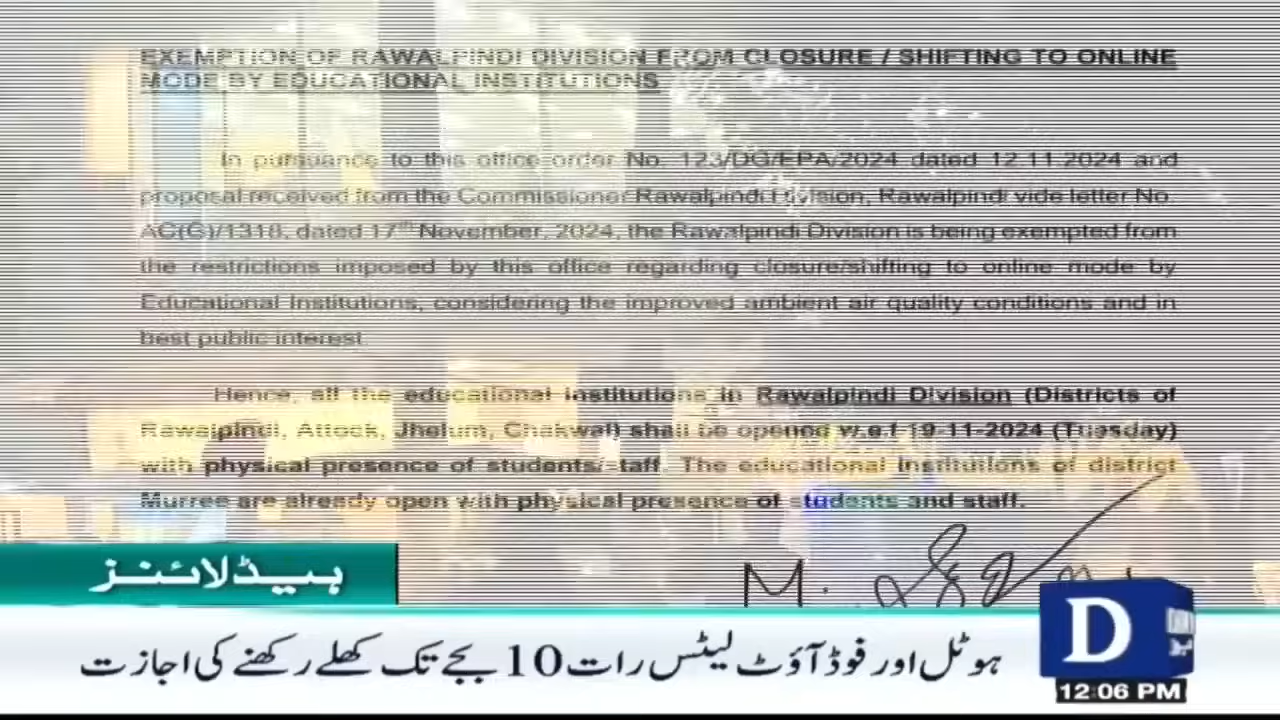 EXEMPTION OF RAWALPINDI DIVISION FROM CLOSURE / SHIFTING TO ONLINE
MODE BY EDUCATIONAL INSTITUTIONS
In pursuance to this office order No. 123/DG/EPA/2024 dated 12.11.2024 and
proposal received from the Commissioner Rawalpindi Division, Rawalpindi vide letter No.
AC(G)/1318, dated 17th November, 2024, the Rawalpindi Division is being exempted from
the restrictions imposed by this office regarding closure/shifting to online mode by
Educational Institutions, considering the improved ambient air quality conditions and in
best public interest.
Hence, all the educational institutions in Rawalpindi Division (Districts of
Rawalpindi, Attock, Jhelum, Chakwal) shall be opened w.e.f 19-11-2024 (Tuesday)
with physical presence of students/staff. The educational institutions of district
Murree are already open with physical presence of students and staff.
ہیڈلائنز
ہوٹل اور فوڈ آؤٹ لیٹس رات 10 بجے تک کھلے رکھنے کی اجازت
D
12:06 PM